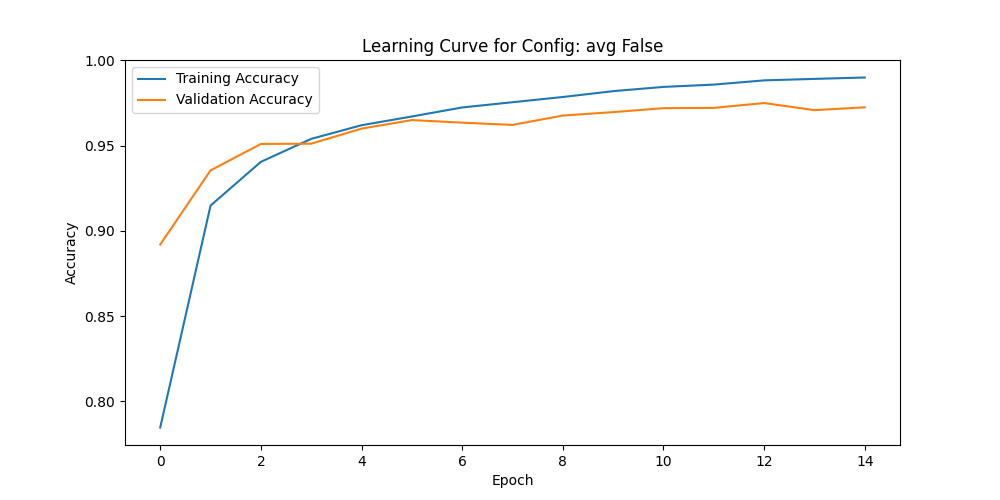 Learning Curve for Config: avg False
Training Accuracy
Validation Accuracy
1.00
0.95
0.90
0.85
0.80
Accuracy
0 2 4 6 8 10 12 14
Epoch